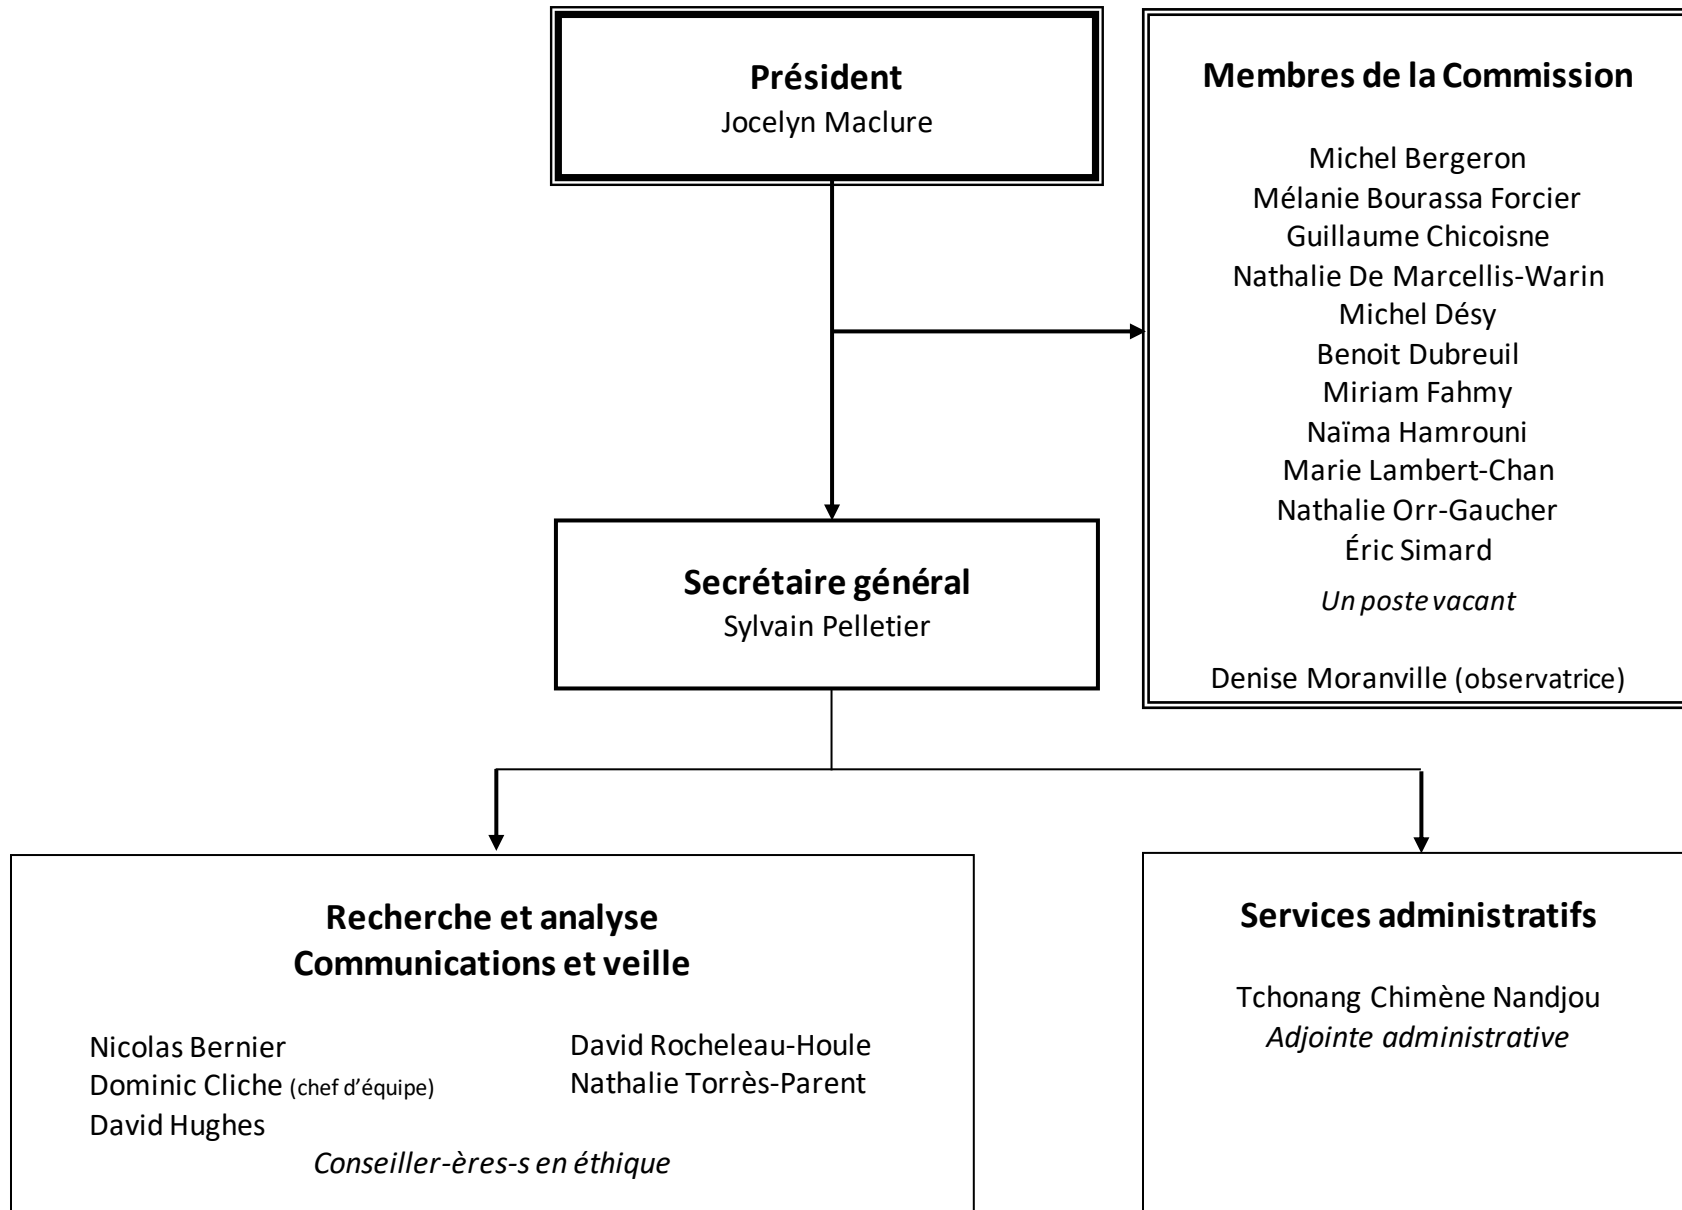 Président
Jocelyn Maclure
Membres de la Commission
Michel Bergeron
Mélanie Bourassa Forcier
Guillaume Chicoisne
Nathalie De Marcellis-Warin
Michel Désy
Benoit Dubreuil
Miriam Fahmy
Naïma Hamrouni
Marie Lambert-Chan
Nathalie Orr-Gaucher
Éric Simard
Un poste vacant
Denise Moranville (observatrice)
Secrétaire général
Sylvain Pelletier
Recherche et analyse
Communications et veille
Nicolas Bernier
Dominic Cliche (chef d'équipe)
David Hughes
David Rocheleau-Houle
Nathalie Torrès-Parent
Conseiller-ères-s en éthique
Services administratifs
Tchonang Chimène Nandjou
Adjointe administrative